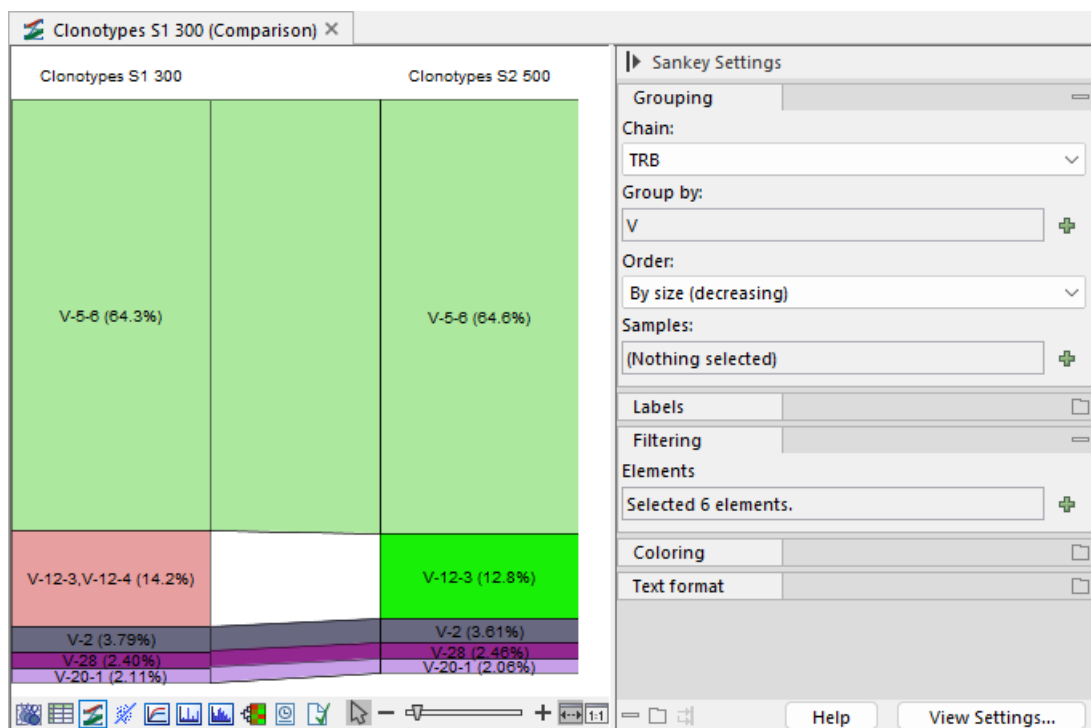 Clonotypes S1 300 (Comparison)
Clonotypes S1 300
Clonotypes S2 500
V-5-6 (64.3%)
V-5-6 (64.6%)
V-12-3,V-12-4 (14.2%)
V-12-3 (12.8%)
V-2 (3.79%)
V-2 (3.61%)
V-28 (2.40%)
V-28 (2.46%)
V-20-1 (2.11%)
V-20-1 (2.06%)
1:1
Sankey Settings
Grouping
Chain:
TRB
Group by:
V
Order:
By size (decreasing)
Samples:
(Nothing selected)
Labels
Filtering
Elements
Selected 6 elements.
Coloring
Text format
Help
View Settings...